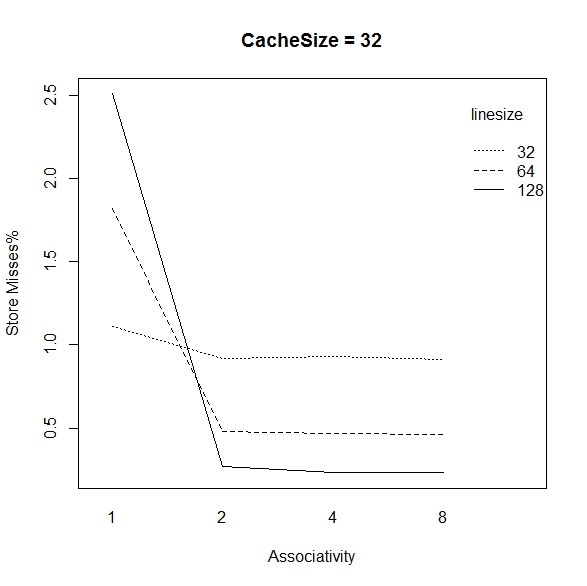 CacheSize = 32
linesize
32
64
128
2.5
2.0
1.5
1.0
0.5
Store Misses%
1 2 4 8
Associativity